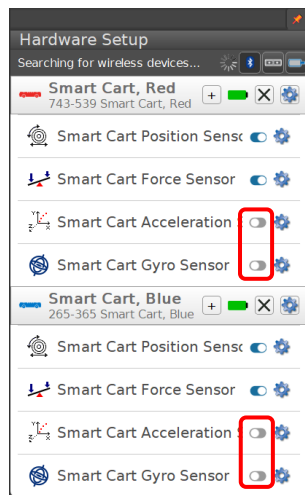 Hardware Setup
Searching for wireless devices...
Smart Cart, Red
743-539 Smart Cart, Red
Smart Cart Position Senso
Smart Cart Force Sensor
Smart Cart Acceleration
Smart Cart Gyro Sensor
Smart Cart, Blue
265-365 Smart Cart, Blue
Smart Cart Position Senso
Smart Cart Force Sensor
Smart Cart Acceleration
Smart Cart Gyro Sensor